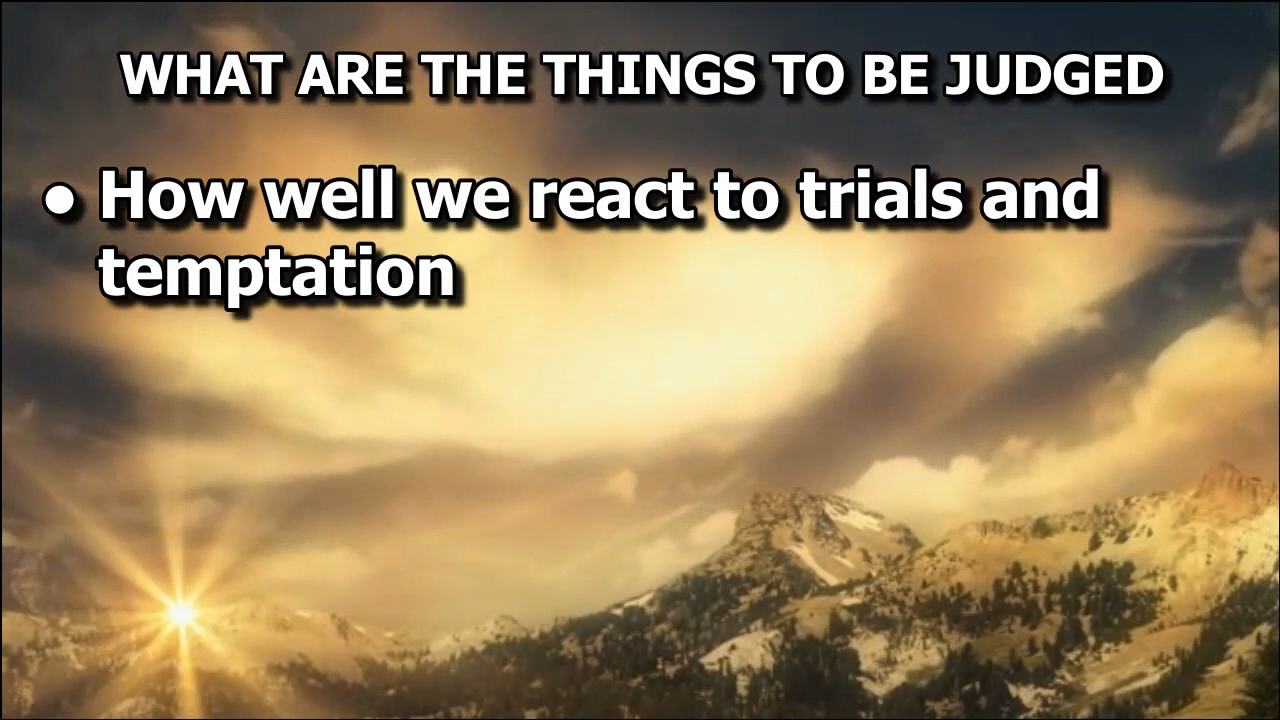 WHAT ARE THE THINGS TO BE JUDGED
● How well we react to trials and
temptation